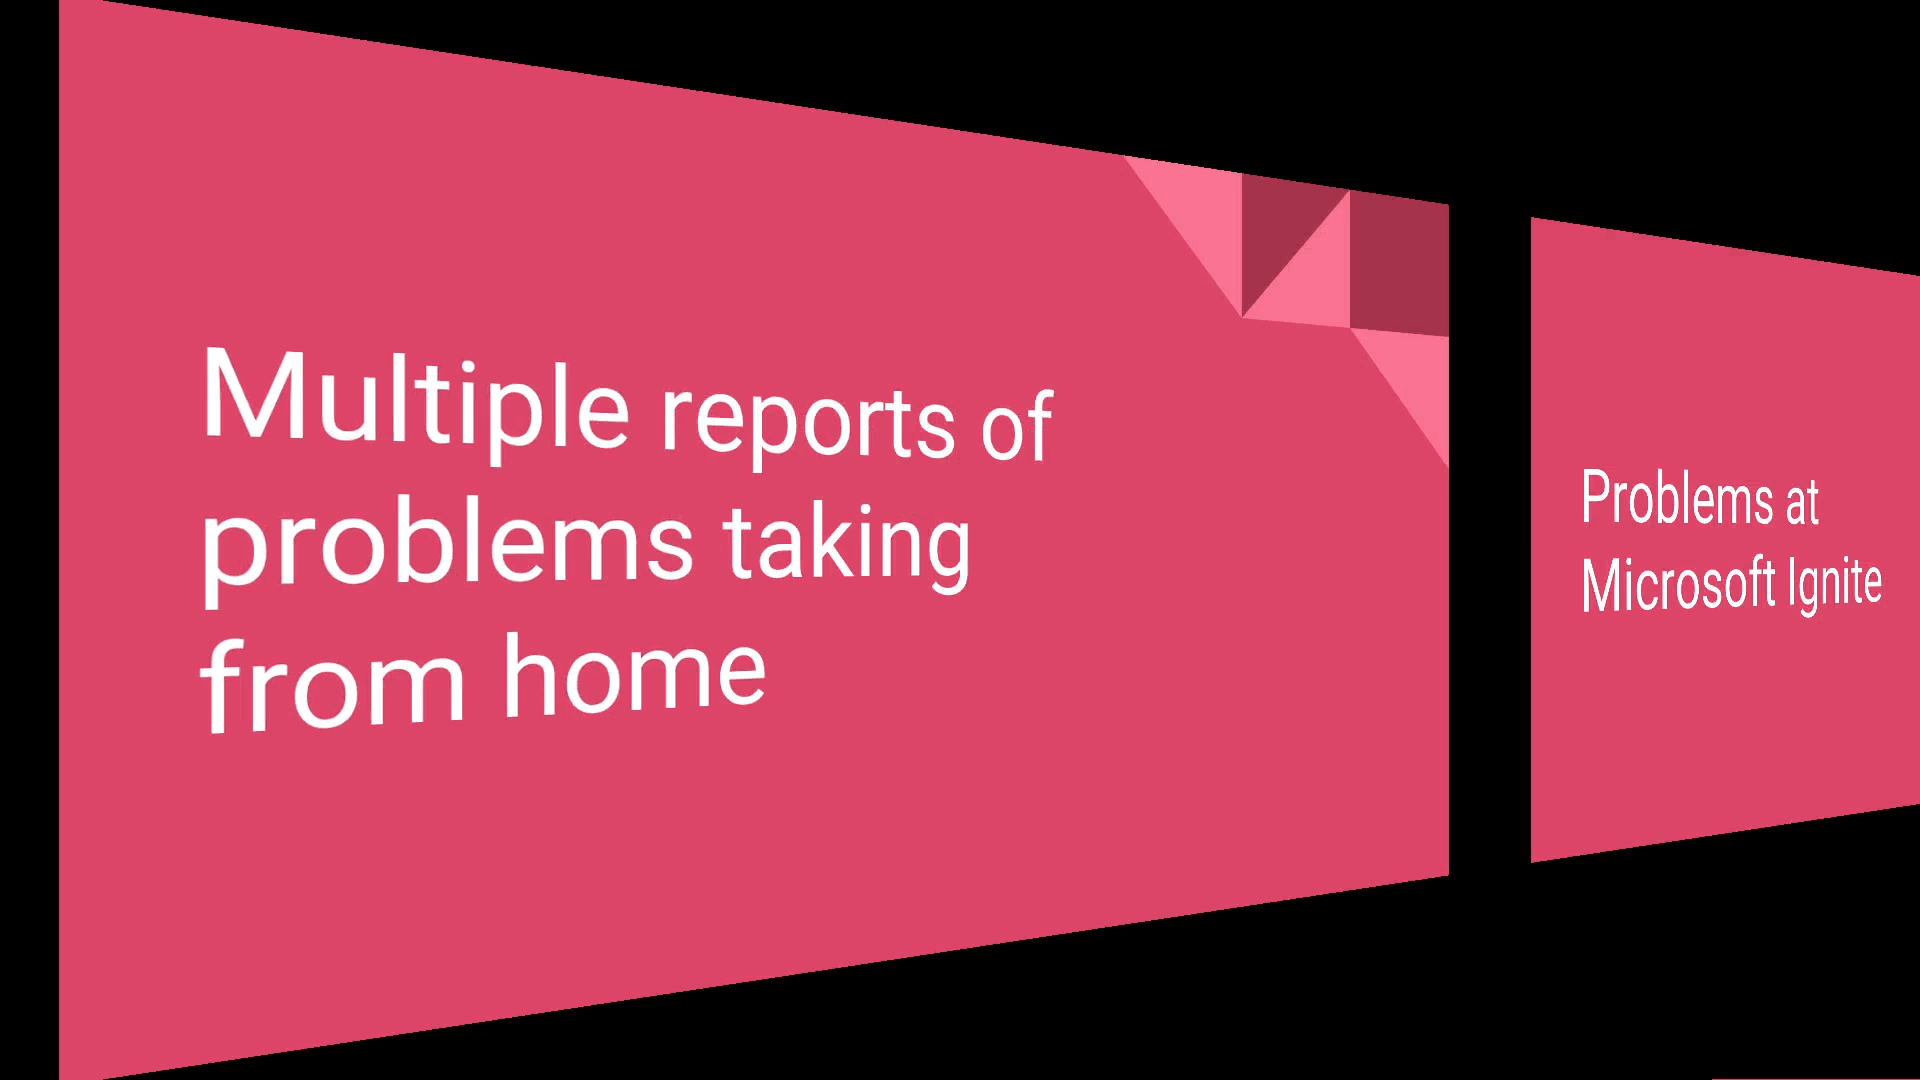 Multiple reports of
problems taking
from home
Problems at
Microsoft Ignite